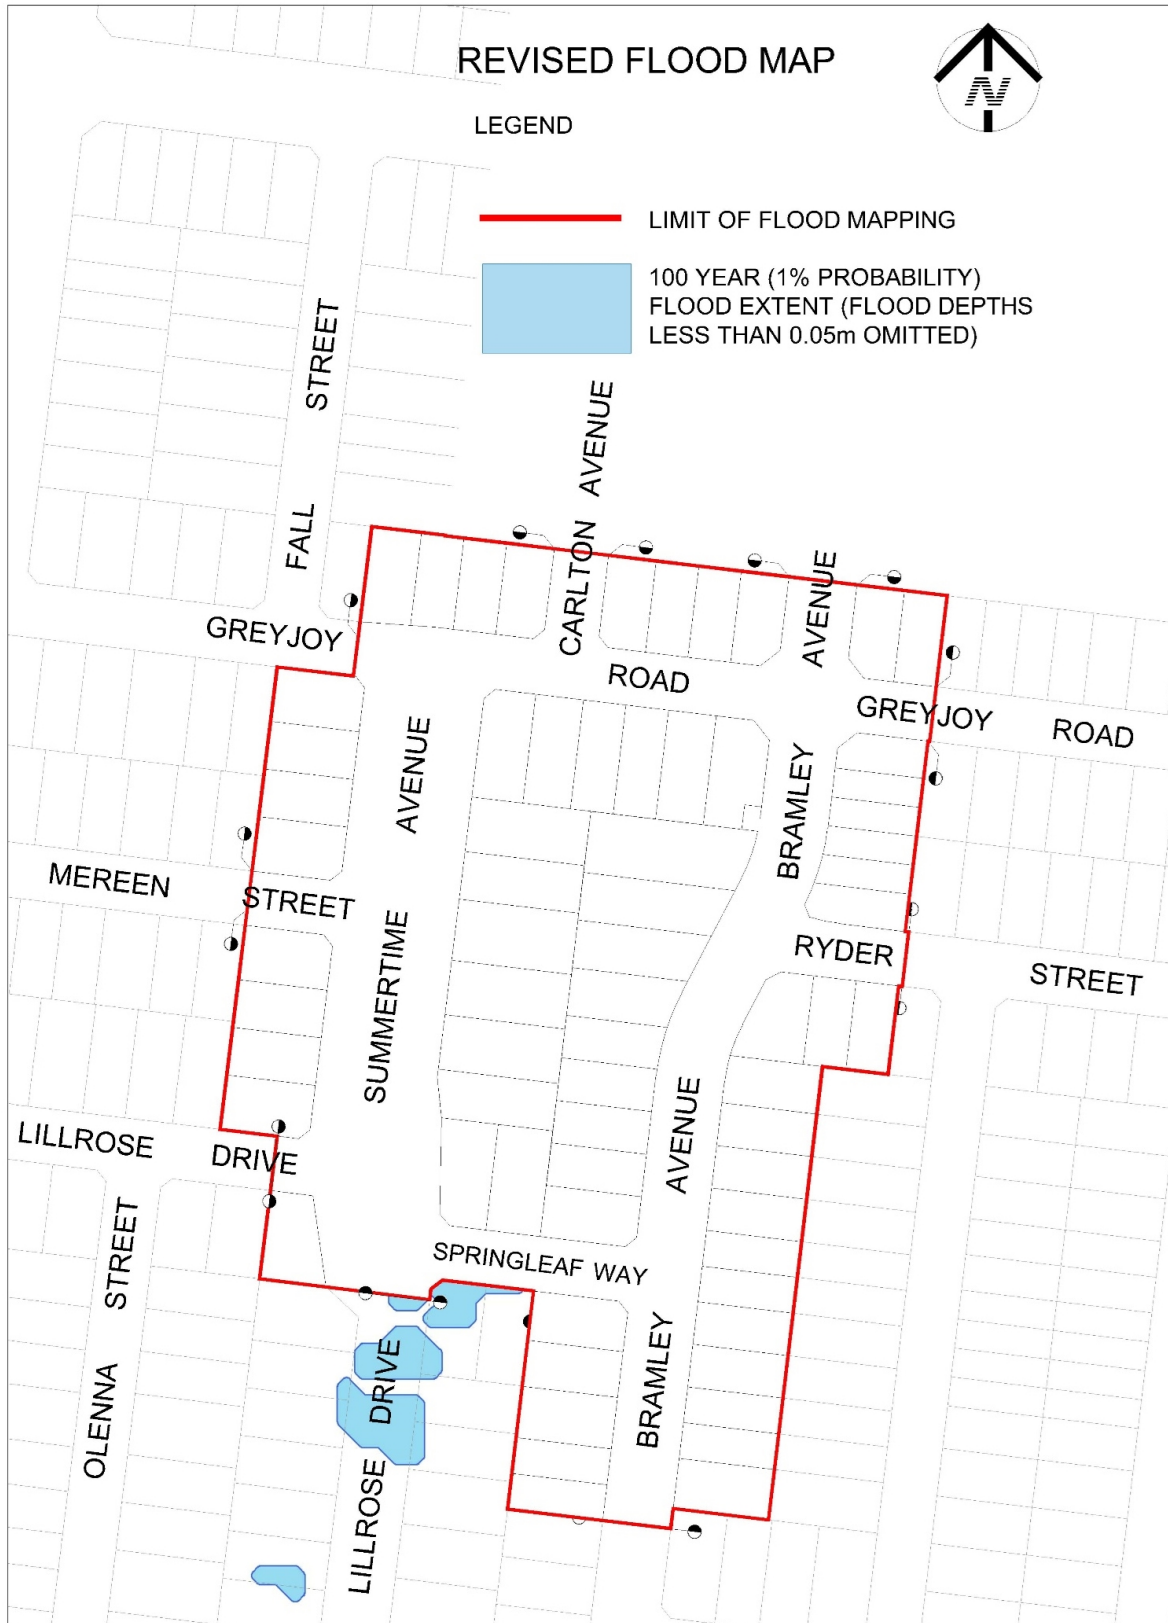 REVISED FLOOD MAP
N
LEGEND
LIMIT OF FLOOD MAPPING
100 YEAR (1% PROBABILITY)
FLOOD EXTENT (FLOOD DEPTHS
LESS THAN 0.05m OMITTED)
FALL STREET
CARLTON AVENUE
GREYJOY ROAD
BRAMLEY AVENUE
GREYJOY ROAD
SUMMERTIME AVENUE
MEREEN STREET
RYDER STREET
BRAMLEY AVENUE
LILLROSE DRIVE
OLENNA STREET
SPRINGLEAF WAY
LILLROSE DRIVE